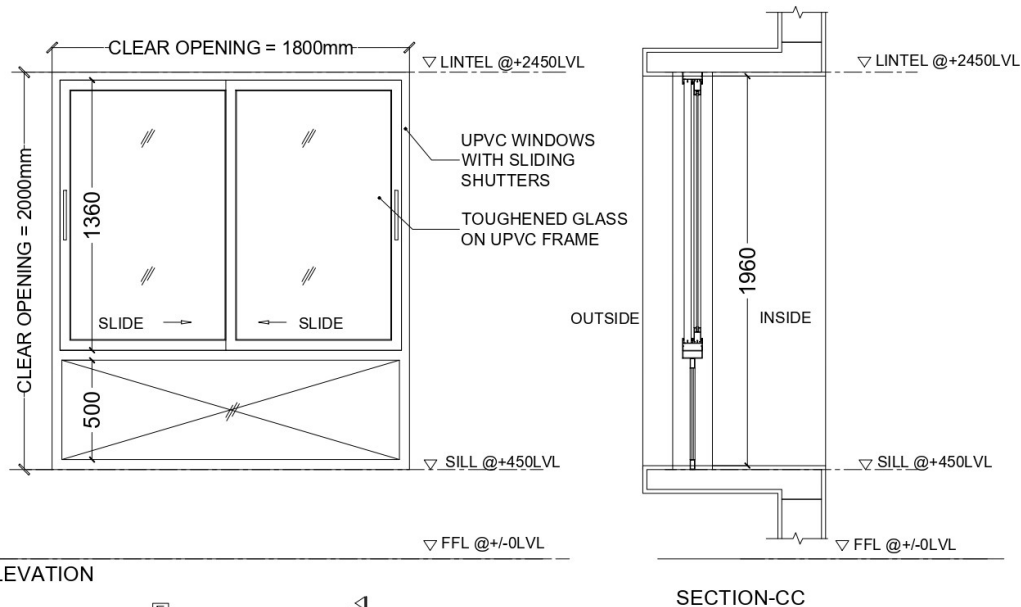 CLEAR OPENING = 1800mm
LINTEL @+2450LVL
CLEAR OPENING = 2000mm
1360
500
SLIDE
SLIDE
UPVC WINDOWS
WITH SLIDING
SHUTTERS
TOUGHENED GLASS
ON UPVC FRAME
SILL @+450LVL
FFL @+/-0LVL
LEVATION
LINTEL @+2450LVL
1960
OUTSIDE
INSIDE
SILL @+450LVL
FFL @+/-0LVL
SECTION-CC